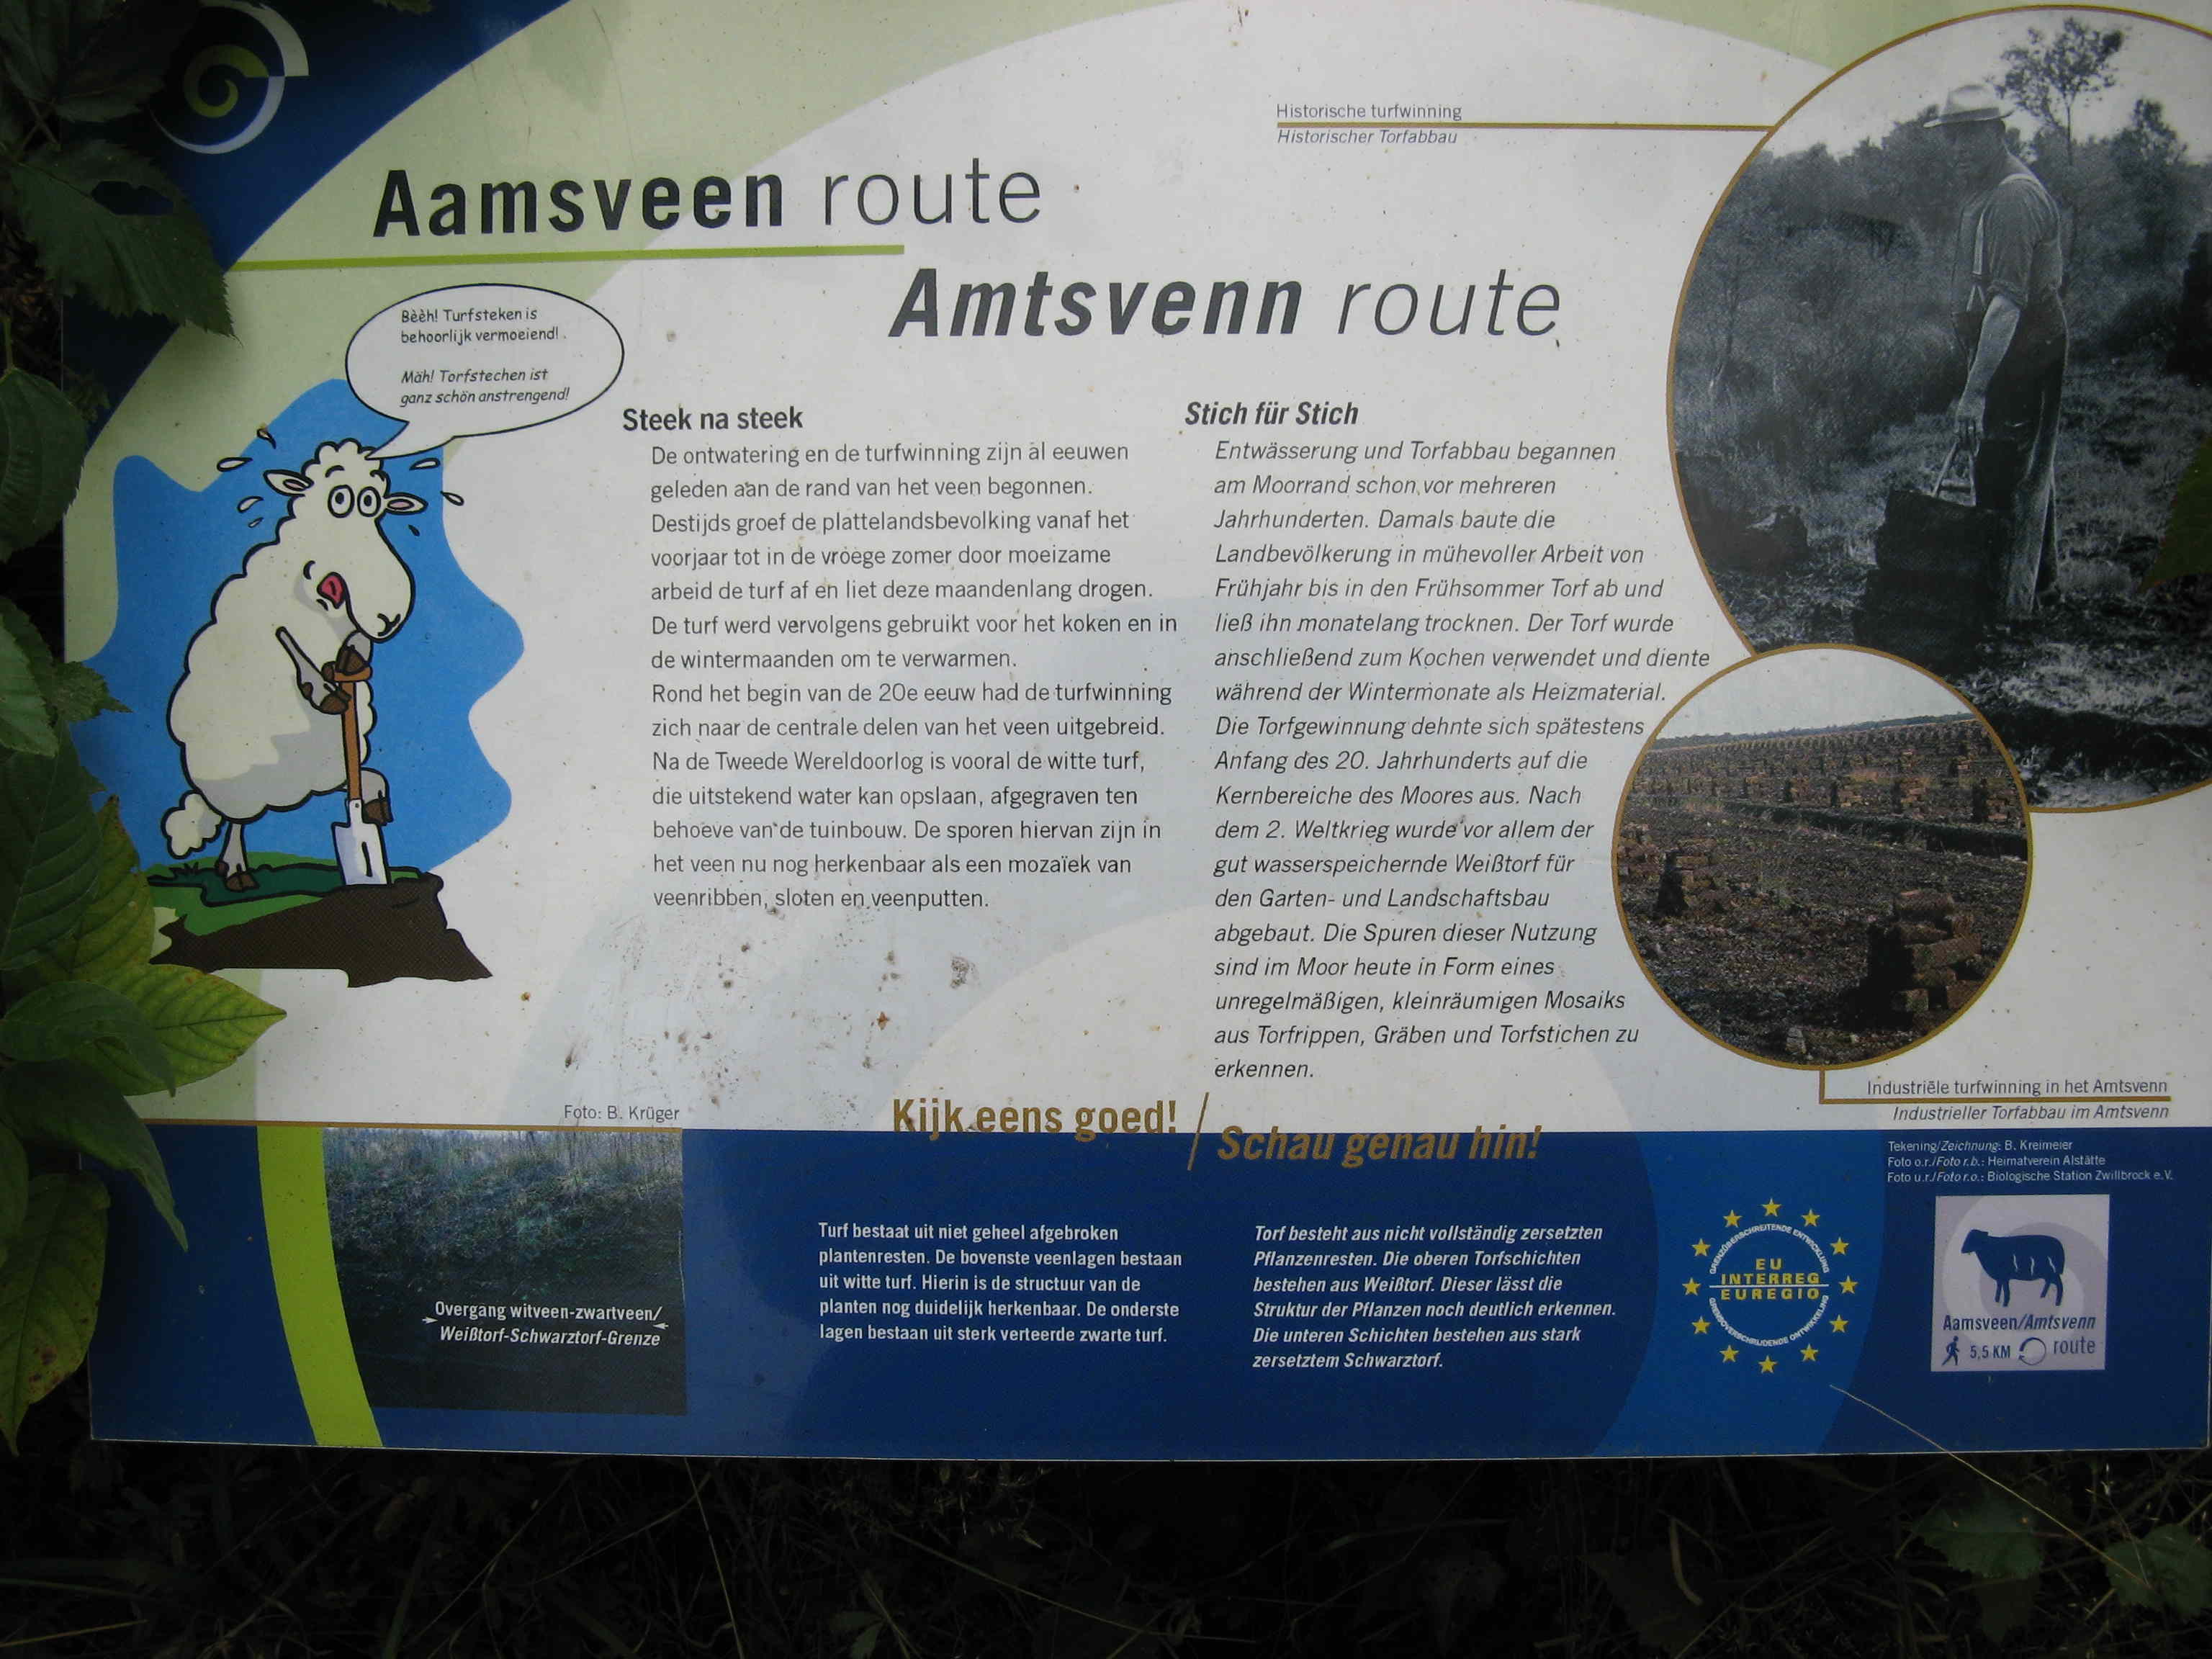 Historische turfwinning
Historischer Torfabbau
Aamsveen route
Amtsvenn route
Bèèh! Turfsteken is
behoorlijk vermoeiend!
Mäh! Torfstechen ist
ganz schön anstrengend!
Steek na steek
De ontwatering en de turfwinning zijn al eeuwen
geleden aan de rand van het veen begonnen.
Destijds groef de plattelandsbevolking vanaf het
voorjaar tot in de vroege zomer door moeizame
arbeid de turf af en liet deze maandenlang drogen.
De turf werd vervolgens gebruikt voor het koken en in
de wintermaanden om te verwarmen.
Rond het begin van de 20e eeuw had de turfwinning
zich naar de centrale delen van het veen uitgebreid.
Na de Tweede Wereldoorlog is vooral de witte turf,
die uitstekend water kan opslaan, afgegraven ten
behoeve van de tuinbouw. De sporen hiervan zijn in
het veen nu nog herkenbaar als een mozaïek van
veenribben, sloten en veenputten.
Stich für Stich
Entwässerung und Torfabbau begannen
am Moorrand schon vor mehreren
Jahrhunderten. Damals baute die
Landbevölkerung in mühevoller Arbeit von
Frühjahr bis in den Frühsommer Torf ab und
ließ ihn monatelang trocknen. Der Torf wurde
anschließend zum Kochen verwendet und diente
während der Wintermonate als Heizmaterial.
Die Torfgewinnung dehnte sich spätestens
Anfang des 20. Jahrhunderts auf die
Kernbereiche des Moores aus. Nach
dem 2. Weltkrieg wurde vor allem der
gut wasserspeichernde Weißtorf für
den Garten- und Landschaftsbau
abgebaut. Die Spuren dieser Nutzung
sind im Moor heute in Form eines
unregelmäßigen, kleinräumigen Mosaiks
aus Torfrippen, Gräben und Torfstichen zu
erkennen.
Industriële turfwinning in het Amtsvenn
Industrieller Torfabbau im Amtsvenn
Foto: B. Krüger
Kijk eens goed! / Schau genau hin!
Tekening/Zeichnung: B. Kreimeier
Foto o.r./Foto r.b.: Heimatverein Alstätte
Foto u.r./Foto r.o.: Biologische Station Zwillbrock e.V.
Overgang witveen-zwartveen/
Weißtorf-Schwarztorf-Grenze
Turf bestaat uit niet geheel afgebroken
plantenresten. De bovenste veenlagen bestaan
uit witte turf. Hierin is de structuur van de
planten nog duidelijk herkenbaar. De onderste
lagen bestaan uit sterk verteerde zwarte turf.
Torf besteht aus nicht vollständig zersetzten
Pflanzenresten. Die oberen Torfschichten
bestehen aus Weißtorf. Dieser lässt die
Struktur der Pflanzen noch deutlich erkennen.
Die unteren Schichten bestehen aus stark
zersetztem Schwarztorf.
GRENZÜBERSCHREITENDE ENTWICKLUNG
EU
INTERREG
EUREGIO
GRENSOVERSCHRIJDENDE ONTWIKKELING
Aamsveen/Amtsvenn
5,5 KM route